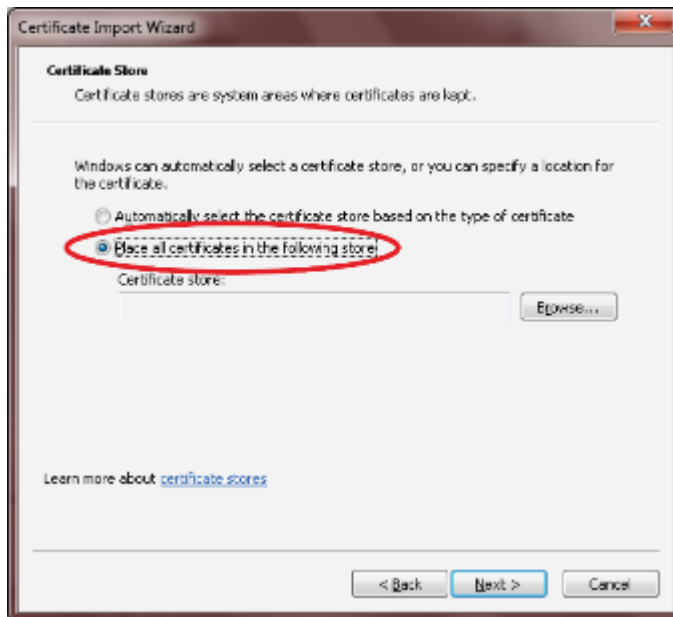 Certificate Import Wizard
Certificate Store
Certificate stores are system areas where certificates are kept.
Windows can automatically select a certificate store, or you can specify a location for
the certificate.
Automatically select the certificate store based on the type of certificate
Place all certificates in the following store
Certificate store:
Browse...
Learn more about certificate stores
< Back
Next >
Cancel